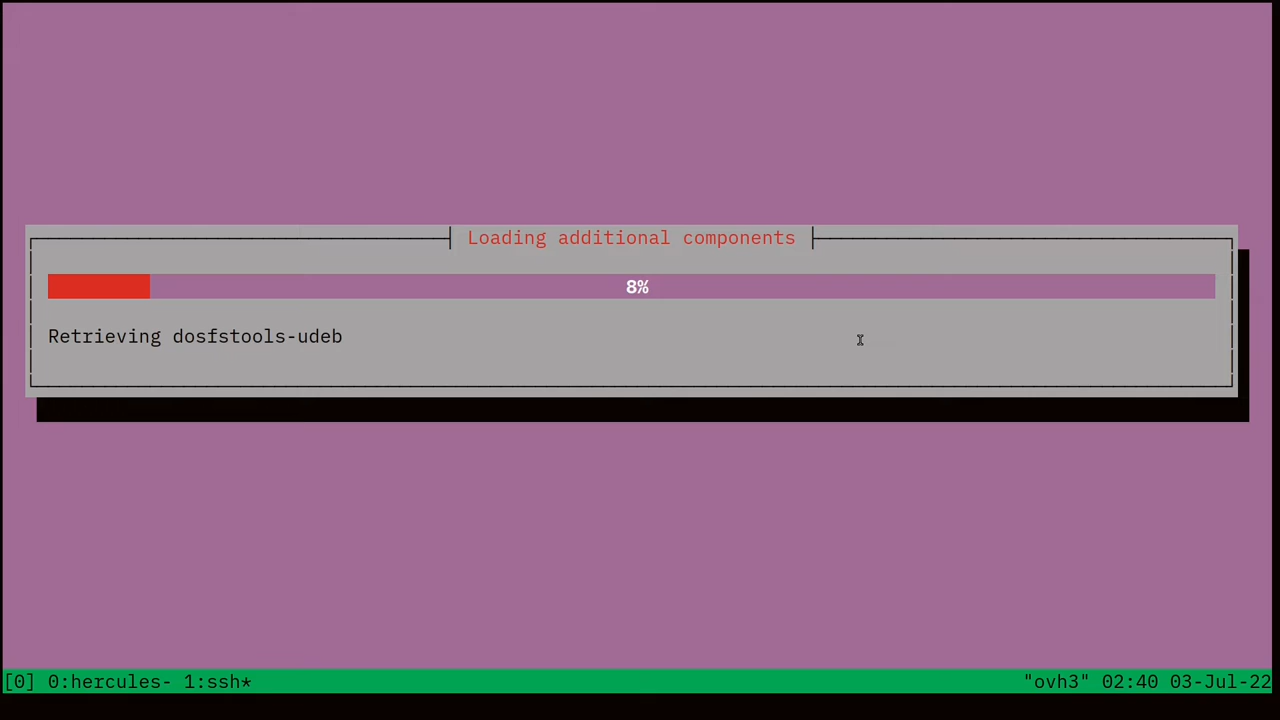 Loading additional components
8%
Retrieving dosfstools-udeb
[0] 0:hercules- 1:ssh* "ovh3" 02:40 03-Jul-22